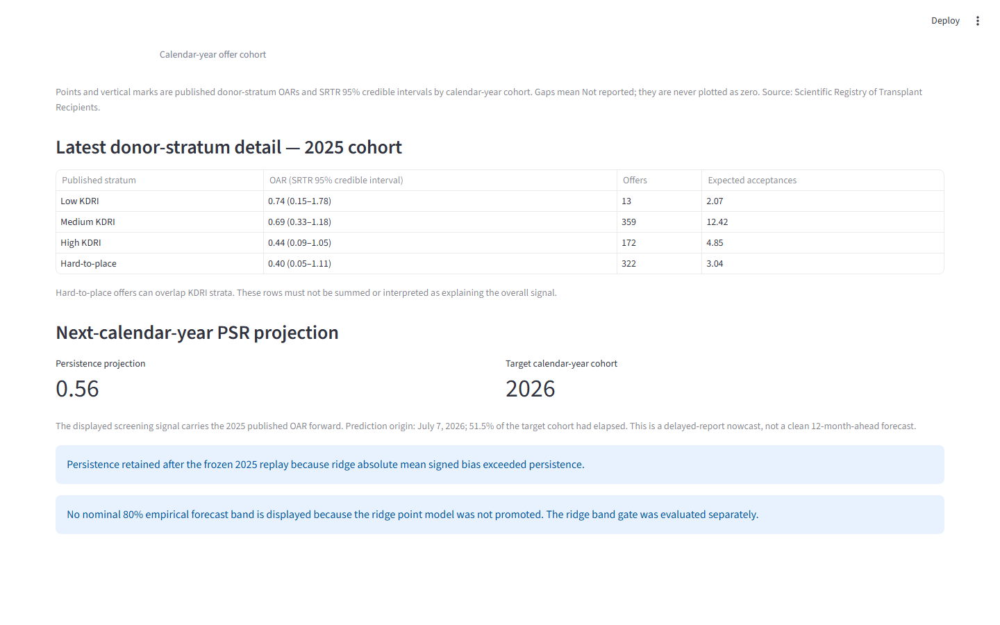 Deploy
Calendar-year offer cohort
Points and vertical marks are published donor-stratum OARs and SRTR 95% credible intervals by calendar-year cohort. Gaps mean Not reported; they are never plotted as zero. Source: Scientific Registry of Transplant
Recipients.
Latest donor-stratum detail — 2025 cohort
Published stratum OAR (SRTR 95% credible interval) Offers Expected acceptances
Low KDRI 0.74 (0.15–1.78) 13 2.07
Medium KDRI 0.69 (0.33–1.18) 359 12.42
High KDRI 0.44 (0.09–1.05) 172 4.85
Hard-to-place 0.40 (0.05–1.11) 322 3.04
Hard-to-place offers can overlap KDRI strata. These rows must not be summed or interpreted as explaining the overall signal.
Next-calendar-year PSR projection
Persistence projection Target calendar-year cohort
0.56 2026
The displayed screening signal carries the 2025 published OAR forward. Prediction origin: July 7, 2026; 51.5% of the target cohort had elapsed. This is a delayed-report nowcast, not a clean 12-month-ahead forecast.
Persistence retained after the frozen 2025 replay because ridge absolute mean signed bias exceeded persistence.
No nominal 80% empirical forecast band is displayed because the ridge point model was not promoted. The ridge band gate was evaluated separately.